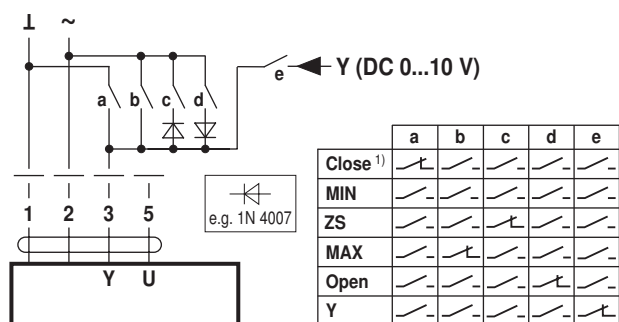 ⊥ ~
e Y (DC 0...10 V)
a b c d
e.g. 1N 4007
1 2 3 5
Y U
a b c d e
Close 1)
MIN
ZS
MAX
Open
Y